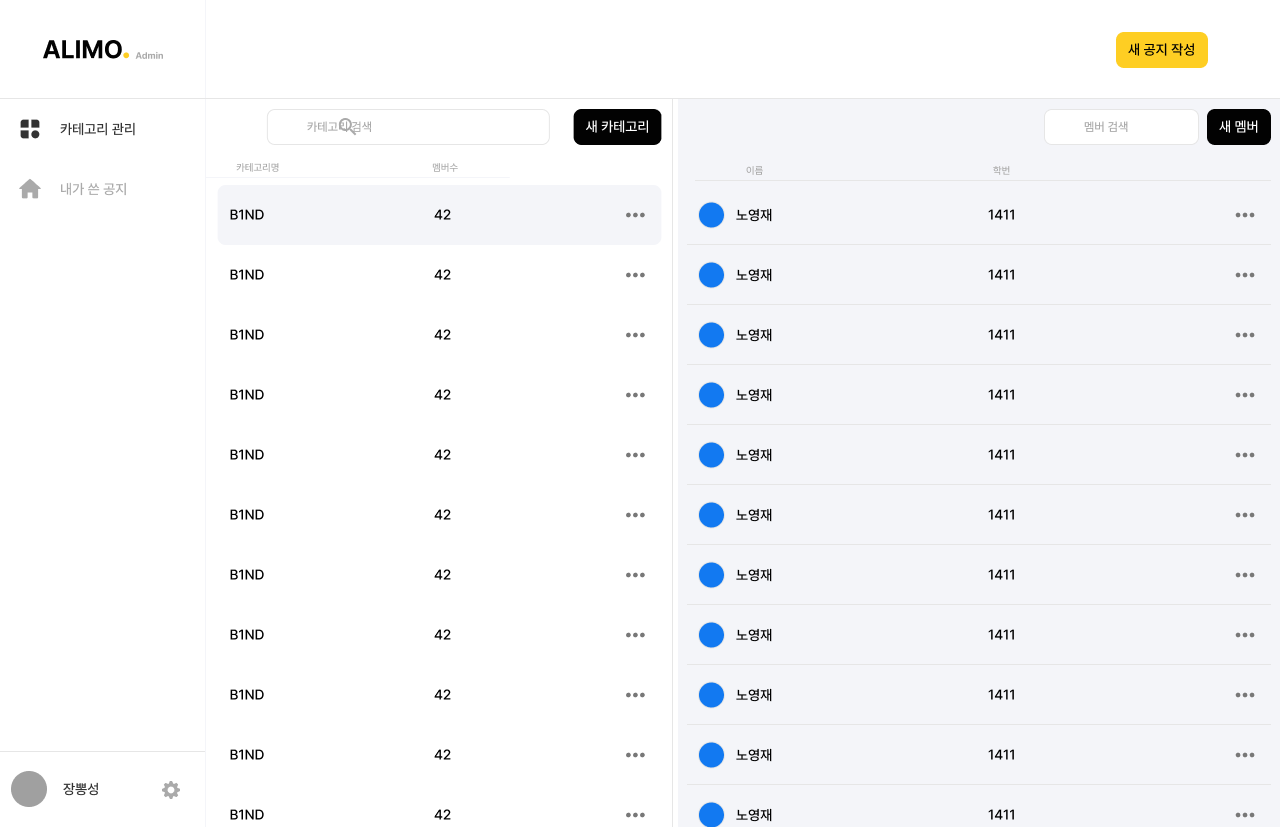 ALIMO. Admin
새 공지 작성
카테고리 관리
내가 쓴 공지
장뽕성
카테고리 검색
새 카테고리
카테고리명 멤버수
B1ND 42
B1ND 42
B1ND 42
B1ND 42
B1ND 42
B1ND 42
B1ND 42
B1ND 42
B1ND 42
B1ND 42
B1ND 42
멤버 검색
새 멤버
이름 학번
노영재 1411
노영재 1411
노영재 1411
노영재 1411
노영재 1411
노영재 1411
노영재 1411
노영재 1411
노영재 1411
노영재 1411
노영재 1411